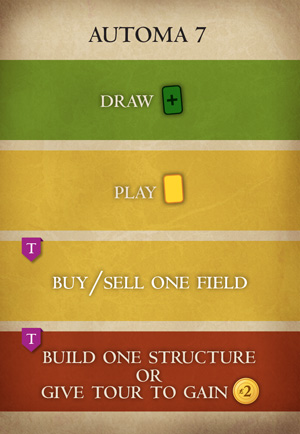 AUTOMA 7
DRAW +
PLAY
T
BUY/SELL ONE FIELD
T
BUILD ONE STRUCTURE
OR
GIVE TOUR TO GAIN ₤2